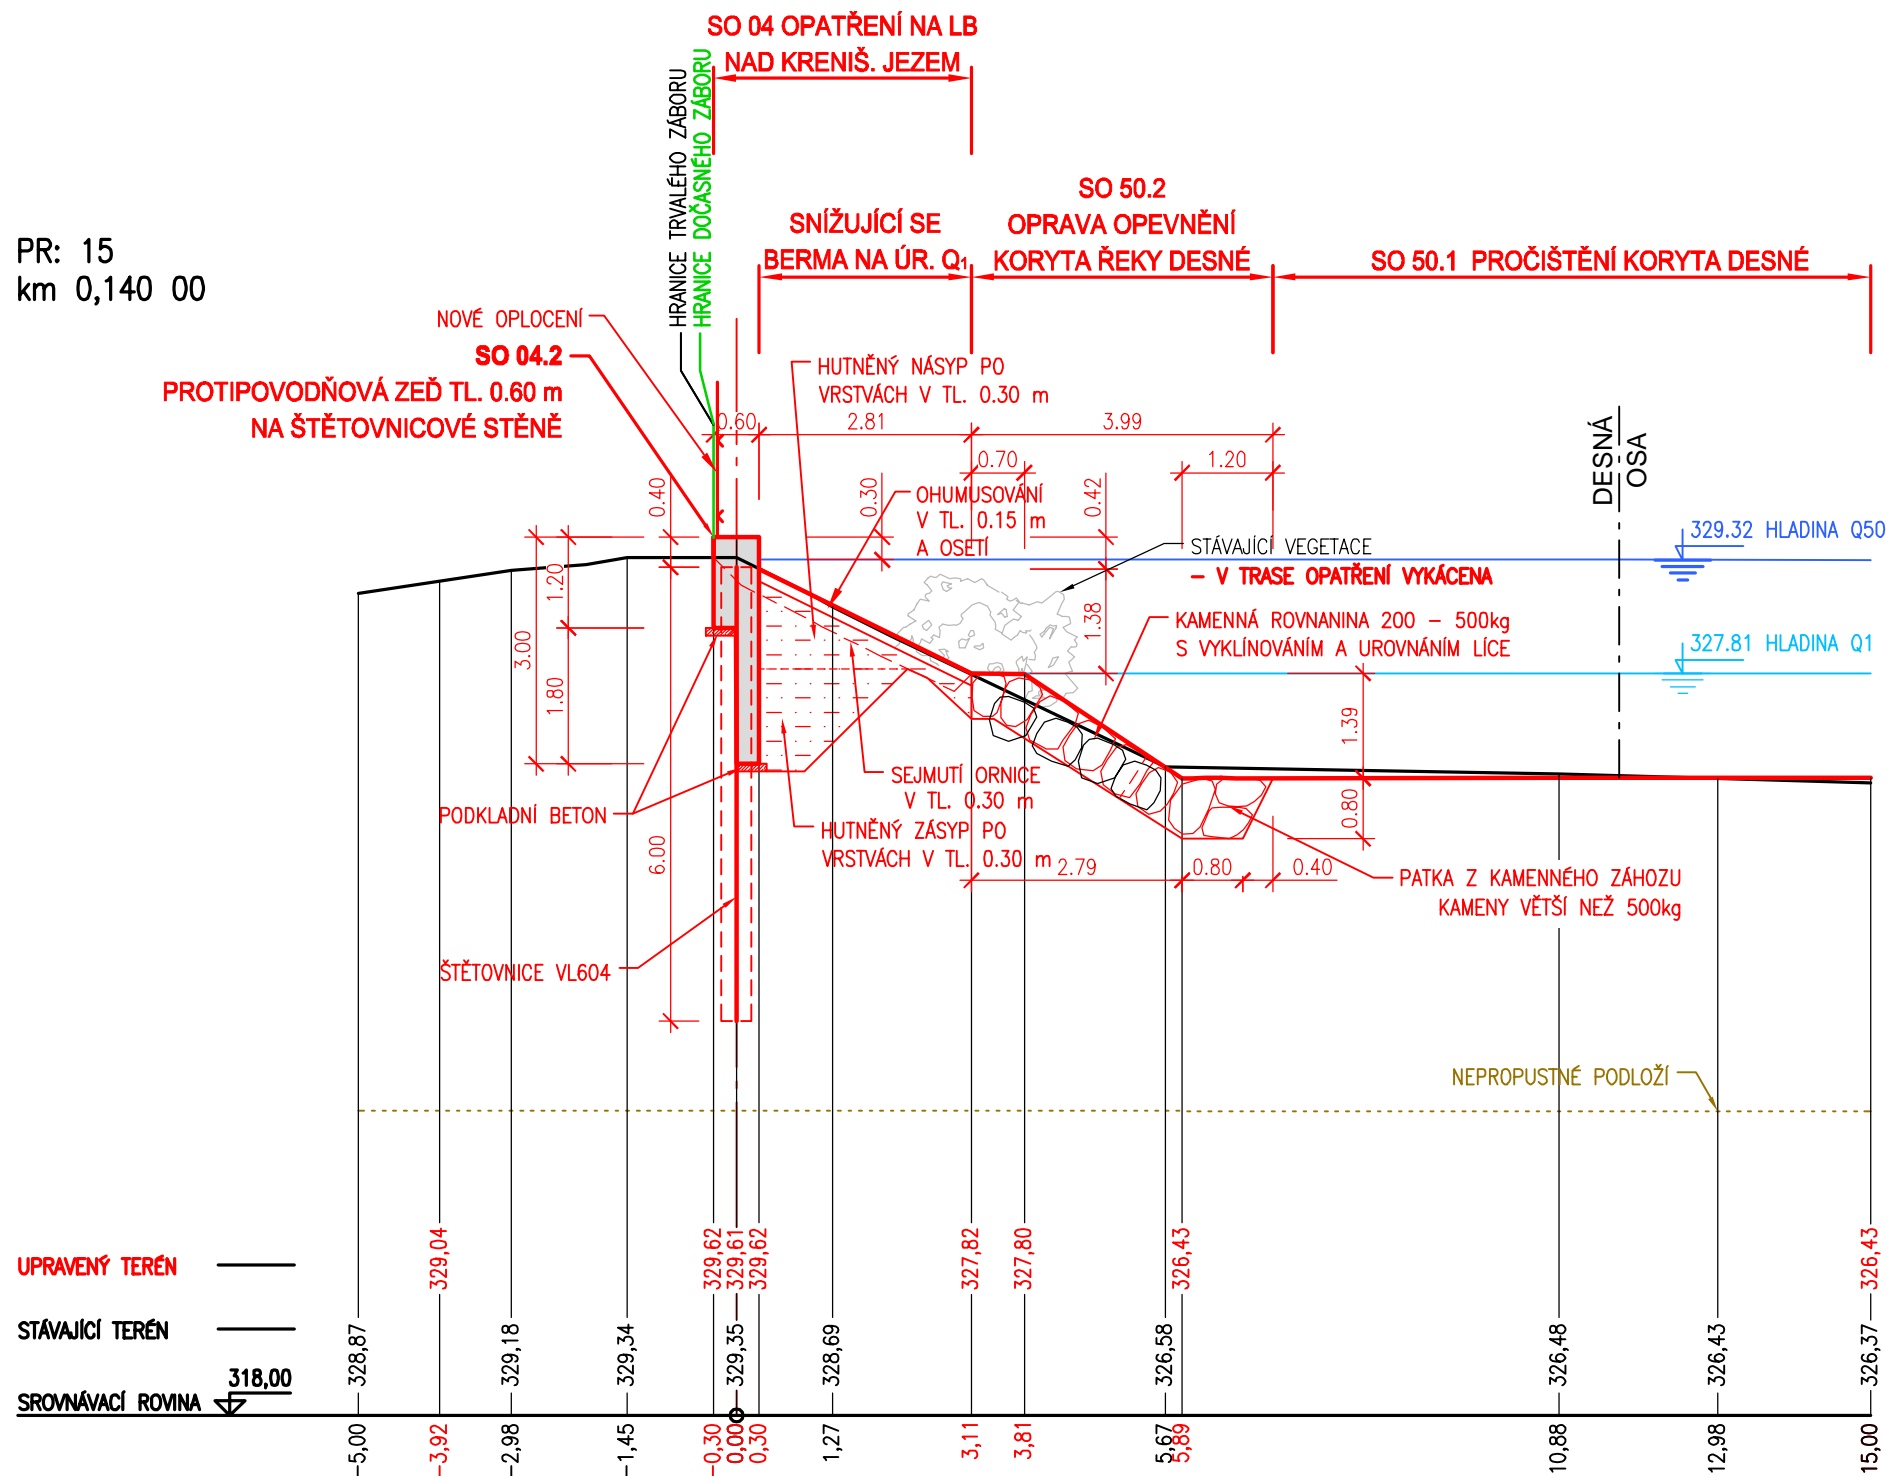 SO 04 OPATŘENÍ NA LB
NAD KRENIŠ. JEZEM
HRANICE TRVALÉHO ZÁBORU
HRANICE DOČASNÉHO ZÁBORU
PR: 15
km 0,140 00
SNÍŽUJÍCÍ SE
BERMA NA ÚR. Q1
SO 50.2
OPRAVA OPEVNĚNÍ
KORYTA ŘEKY DESNÉ
SO 50.1 PROČIŠTĚNÍ KORYTA DESNÉ
NOVÉ OPLOCENÍ
SO 04.2
PROTIPOVODŇOVÁ ZEĎ TL. 0.60 m
NA ŠTĚTOVNICOVÉ STĚNĚ
HUTNĚNÝ NÁSYP PO
VRSTVÁCH V TL. 0.30 m
0.60
2.81
3.99
0.70
1.20
0.40
0.30
0.42
OHUMUSOVÁNÍ
V TL. 0.15 m
A OSETÍ
DESNÁ
OSA
329.32 HLADINA Q50
STÁVAJÍCÍ VEGETACE
– V TRASE OPATŘENÍ VYKÁCENA
KAMENNÁ ROVNANINA 200 – 500kg
S VYKLÍNOVÁNÍM A UROVNÁNÍM LÍCE
327.81 HLADINA Q1
1.20
3.00
1.80
1.38
1.39
0.80
SEJMUTÍ ORNICE
V TL. 0.30 m
PODKLADNÍ BETON
HUTNĚNÝ ZÁSYP PO
VRSTVÁCH V TL. 0.30 m
6.00
2.79
0.80
0.40
PATKA Z KAMENNÉHO ZÁHOZU
KAMENY VĚTŠÍ NEŽ 500kg
ŠTĚTOVNICE VL604
NEPROPUSTNÉ PODLOŽÍ
UPRAVENÝ TERÉN
329,04
329,62
329,61
329,62
327,82
327,80
326,43
326,43
STÁVAJÍCÍ TERÉN
328,87
329,18
329,34
329,35
328,69
326,58
326,48
326,43
326,37
318,00
SROVNÁVACÍ ROVINA
-5,00
-3,92
-2,98
-1,45
-0,30
0,00
0,30
1,27
3,11
3,81
5,67
5,89
10,88
12,98
15,00